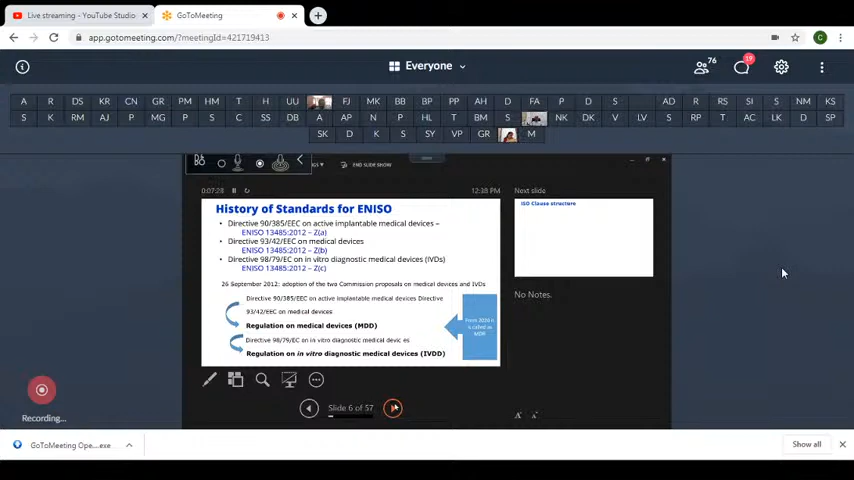 Live streaming - YouTube Studio
GoToMeeting
app.gotomeeting.com/?meetingId=421719413
C
Everyone
76
19
A R DS KR CN GR PM HM T H UU FJ MK BB BP PP AH D FA P D S AD R RS SI S NM KS
S K RM AJ P MG P S C SS DB A AP N P HL T BM S NK DK V LV S RP T AC LK D SP
SK D K S SY VP GR M
END SLIDE SHOW
0:07:28
12:38 PM
Next slide
History of Standards for ENISO
• Directive 90/385/EEC on active implantable medical devices –
ENISO 13485:2012 – Z(a)
• Directive 93/42/EEC on medical devices
ENISO 13485:2012 – Z(b)
• Directive 98/79/EC on in vitro diagnostic medical devices (IVDs)
ENISO 13485:2012 – Z(c)
26 September 2012: adoption of the two Commission proposals on medical devices and IVDs
Directive 90/385/EEC on active implantable medical devices Directive
93/42/EEC on medical devices
Regulation on medical devices (MDD)
Directive 98/79/EC on in vitro diagnostic medical devic es
Regulation on in vitro diagnostic medical devices (IVDD)
From 2020 it
is called as
MDR
ISO Clause structure
No Notes.
Slide 6 of 57
A A
Recording...
GoToMeeting Ope....exe
Show all